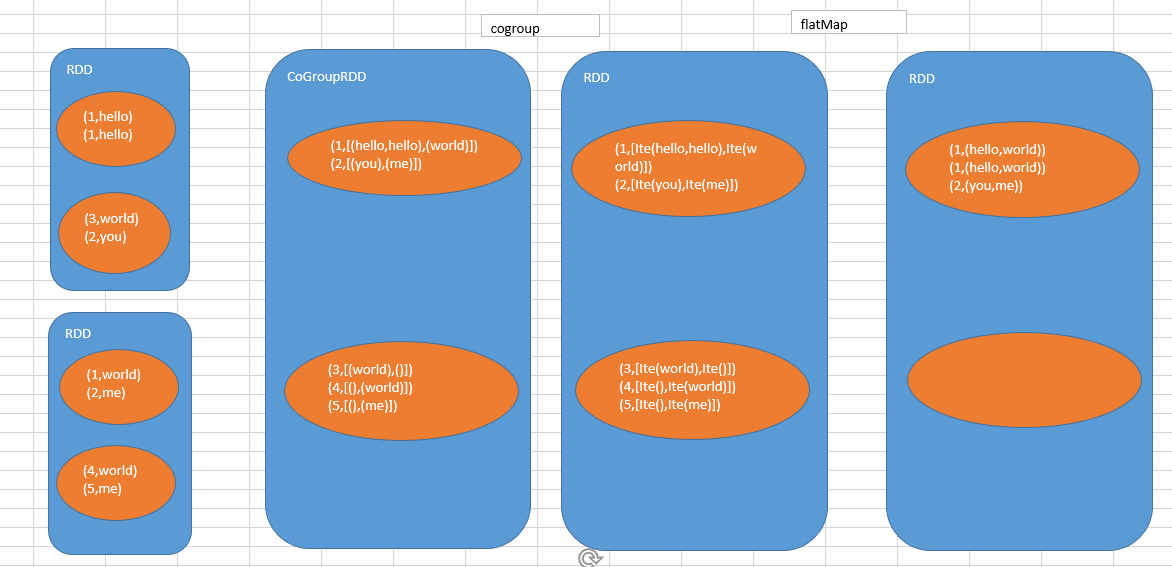 cogroup
flatMap
RDD
(1,hello)
(1,hello)
(3,world)
(2,you)
RDD
(1,world)
(2,me)
(4,world)
(5,me)
CoGroupRDD
(1,[(hello,hello),(world)])
(2,[(you),(me)])
(3,[(world),()])
(4,[(),(world)])
(5,[(),(me)])
RDD
(1,[Ite(hello,hello),Ite(w
orld)])
(2,[Ite(you),Ite(me)])
(3,[Ite(world),Ite()])
(4,[Ite(),Ite(world)])
(5,[Ite(),Ite(me)])
RDD
(1,(hello,world))
(1,(hello,world))
(2,(you,me))